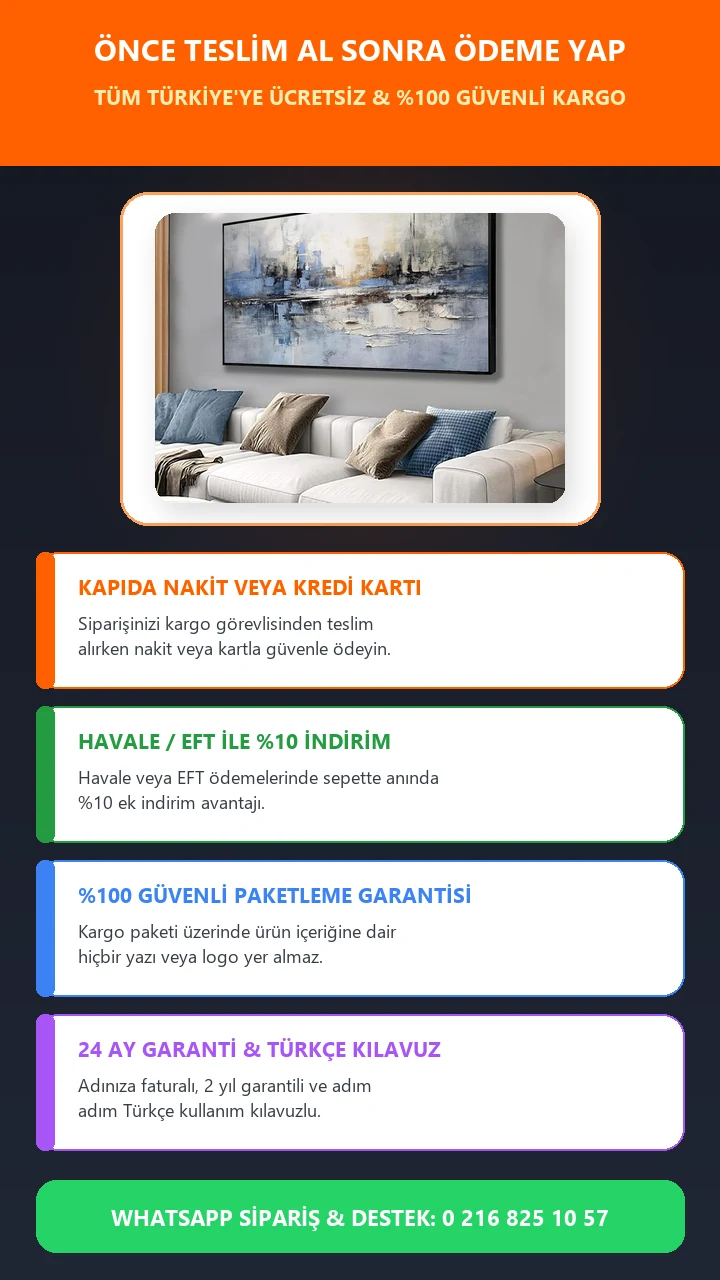 ÖNCE TESLİM AL SONRA ÖDEME YAP
TÜM TÜRKİYE'YE ÜCRETSİZ & %100 GÜVENLİ KARGO
KAPIDA NAKİT VEYA KREDİ KARTI
Siparişinizi kargo görevlisinden teslim
alırken nakit veya kartla güvenle ödeyin.
HAVALE / EFT İLE %10 İNDİRİM
Havale veya EFT ödemelerinde sepette anında
%10 ek indirim avantajı.
%100 GÜVENLİ PAKETLEME GARANTİSİ
Kargo paketi üzerinde ürün içeriğine dair
hiçbir yazı veya logo yer almaz.
24 AY GARANTİ & TÜRKÇE KILAVUZ
Adınıza faturalı, 2 yıl garantili ve adım
adım Türkçe kullanım kılavuzlu.
WHATSAPP SİPARİŞ & DESTEK: 0 216 825 10 57